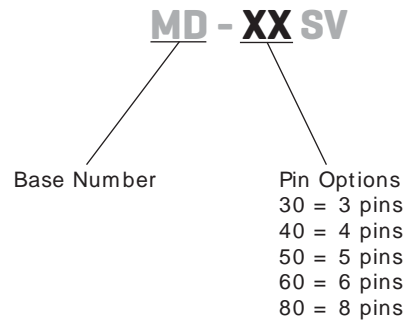 MD - XX SV
Base Number
Pin Options
30 = 3 pins
40 = 4 pins
50 = 5 pins
60 = 6 pins
80 = 8 pins